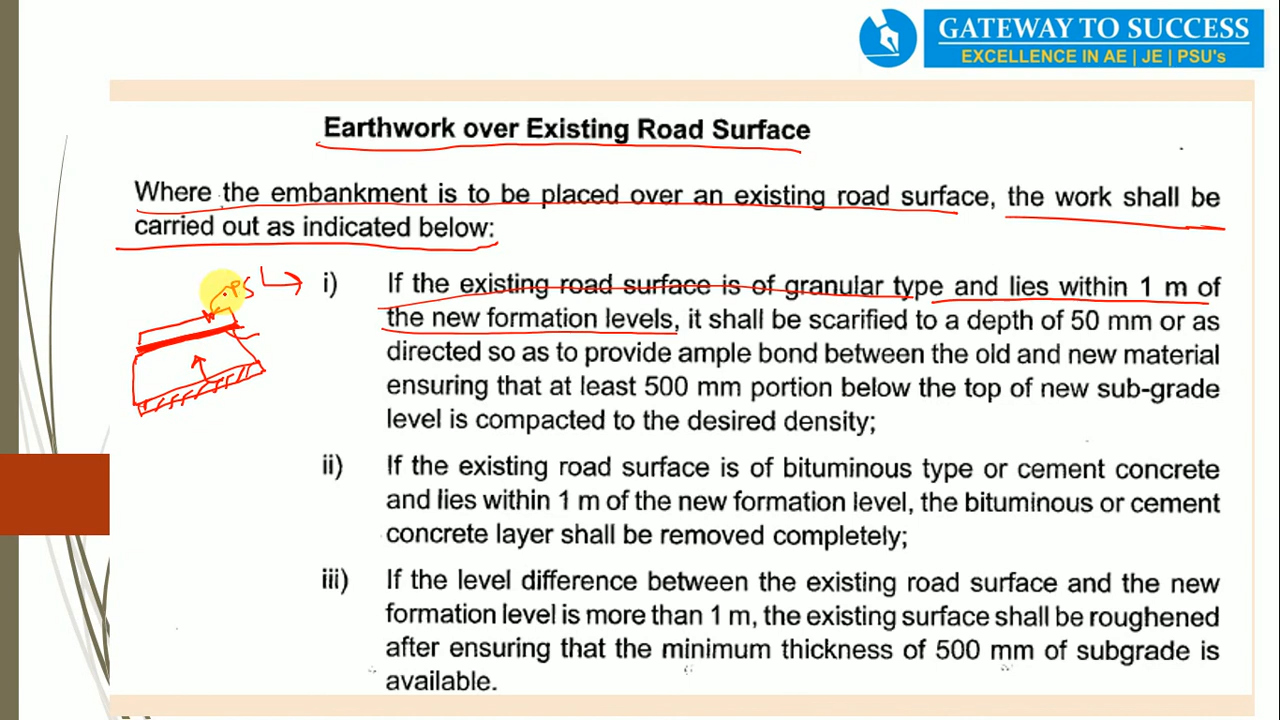 GATEWAY TO SUCCESS
EXCELLENCE IN AE | JE | PSU's
Earthwork over Existing Road Surface
Where the embankment is to be placed over an existing road surface, the work shall be
carried out as indicated below:
i) If the existing road surface is of granular type and lies within 1 m of
the new formation levels, it shall be scarified to a depth of 50 mm or as
directed so as to provide ample bond between the old and new material
ensuring that at least 500 mm portion below the top of new sub-grade
level is compacted to the desired density;
ii) If the existing road surface is of bituminous type or cement concrete
and lies within 1 m of the new formation level, the bituminous or cement
concrete layer shall be removed completely;
iii) If the level difference between the existing road surface and the new
formation level is more than 1 m, the existing surface shall be roughened
after ensuring that the minimum thickness of 500 mm of subgrade is
available.